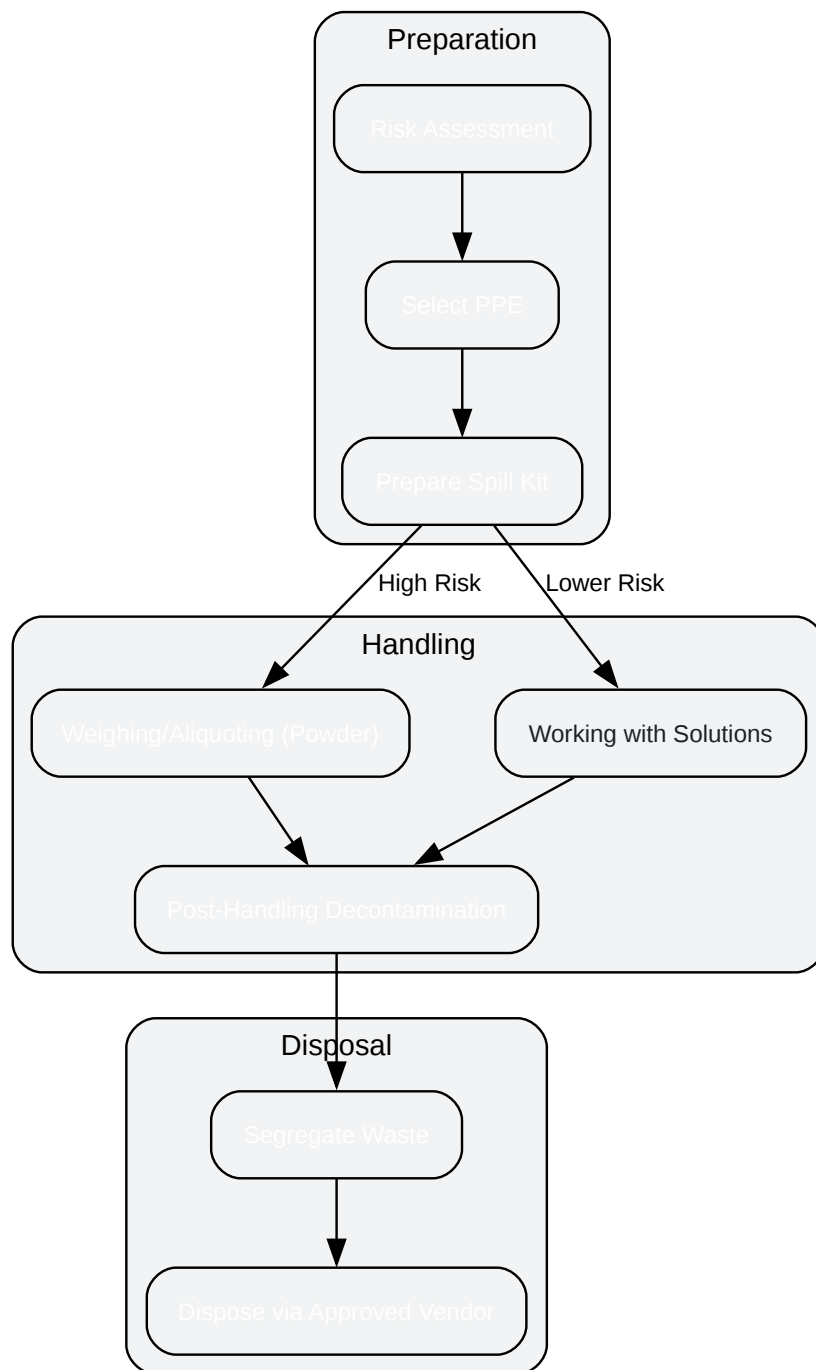 Preparation
Risk Assessment
Select PPE
Prepare Spill Kit
High Risk
Lower Risk
Handling
Weighing/Aliquoting (Powder)
Working with Solutions
Post-Handling Decontamination
Disposal
Segregate Waste
Dispose via Approved Vendor